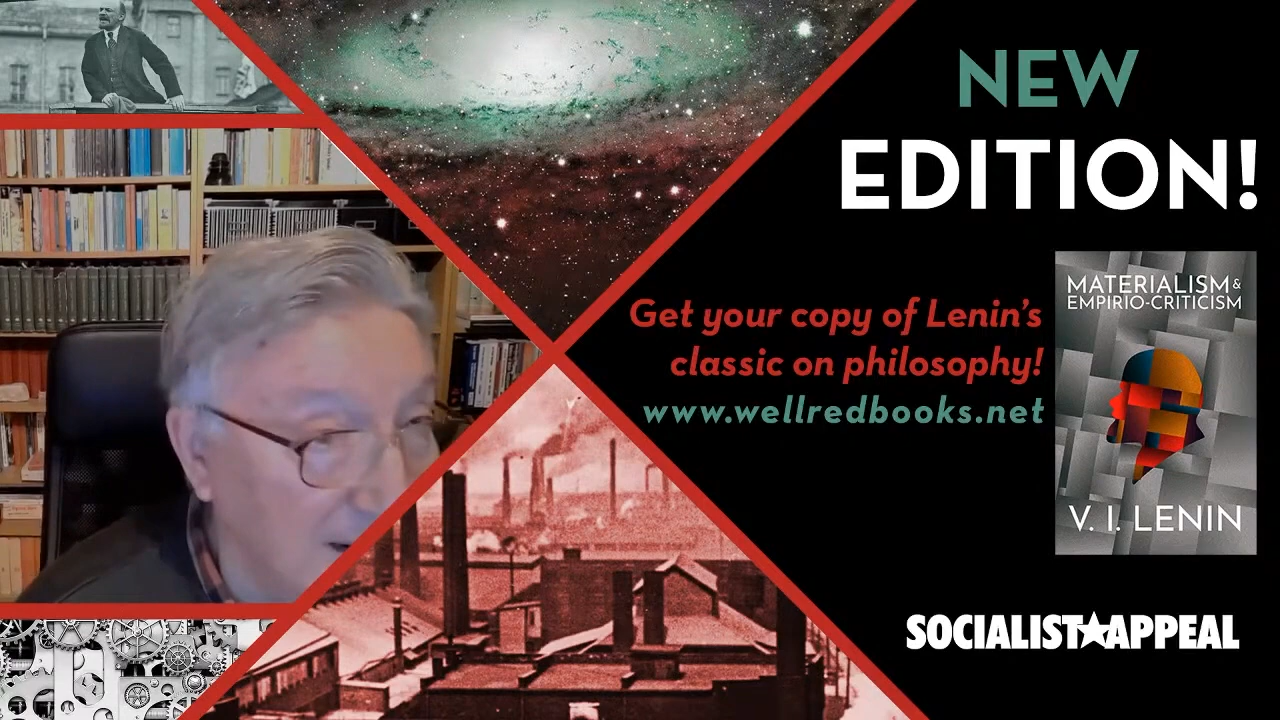 NEW
EDITION!
Get your copy of Lenin's
classic on philosophy!
www.wellredbooks.net
MATERIALISM &
EMPIRIO-CRITICISM
V. I. LENIN
SOCIALIST★APPEAL